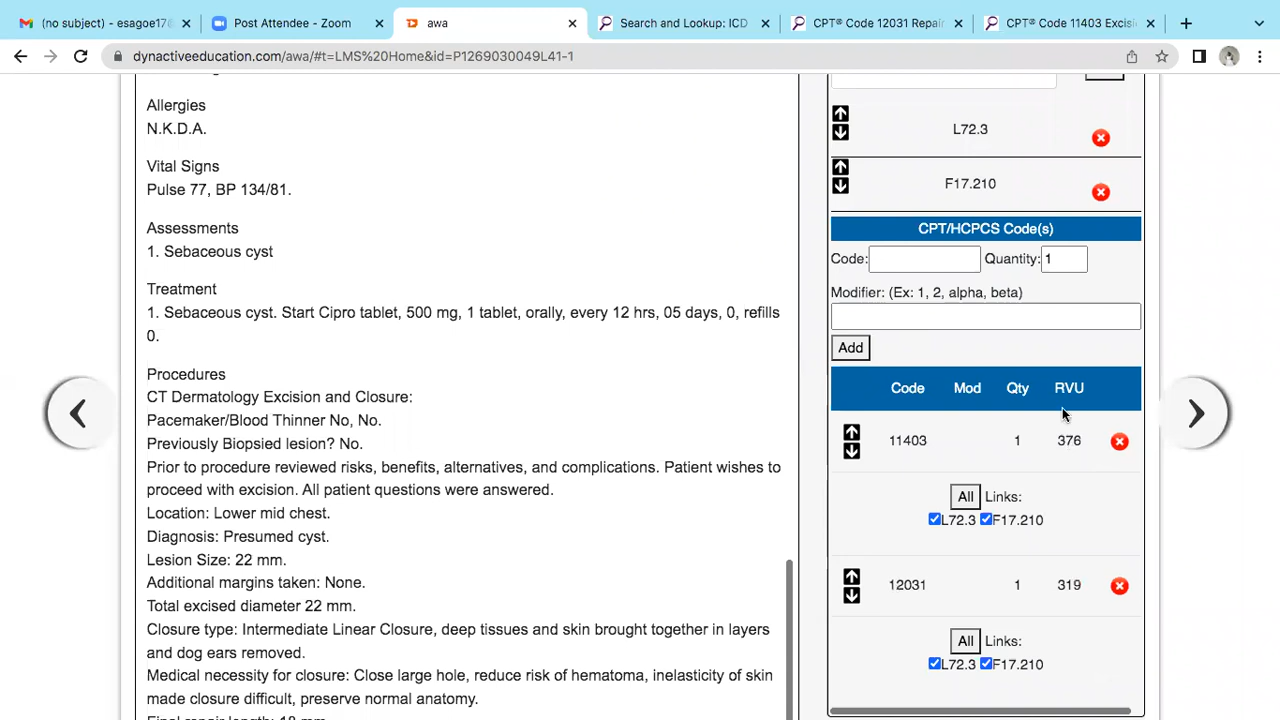 (no subject) - esagoe176
Post Attendee - Zoom
awa
Search and Lookup: ICD
CPT® Code 12031 Repair
CPT® Code 11403 Excisi
dynactiveeducation.com/awa/#t=LMS%20Home&id=P1269030049L41-1
Allergies
N.K.D.A.
Vital Signs
Pulse 77, BP 134/81.
Assessments
1. Sebaceous cyst
Treatment
1. Sebaceous cyst. Start Cipro tablet, 500 mg, 1 tablet, orally, every 12 hrs, 05 days, 0, refills
0.
Procedures
CT Dermatology Excision and Closure:
Pacemaker/Blood Thinner No, No.
Previously Biopsied lesion? No.
Prior to procedure reviewed risks, benefits, alternatives, and complications. Patient wishes to
proceed with excision. All patient questions were answered.
Location: Lower mid chest.
Diagnosis: Presumed cyst.
Lesion Size: 22 mm.
Additional margins taken: None.
Total excised diameter 22 mm.
Closure type: Intermediate Linear Closure, deep tissues and skin brought together in layers
and dog ears removed.
Medical necessity for closure: Close large hole, reduce risk of hematoma, inelasticity of skin
made closure difficult, preserve normal anatomy.
L72.3
F17.210
CPT/HCPCS Code(s)
Code: Quantity: 1
Modifier: (Ex: 1, 2, alpha, beta)
Add
Code Mod Qty RVU
11403 1 376
All Links:
L72.3 F17.210
12031 1 319
All Links:
L72.3 F17.210